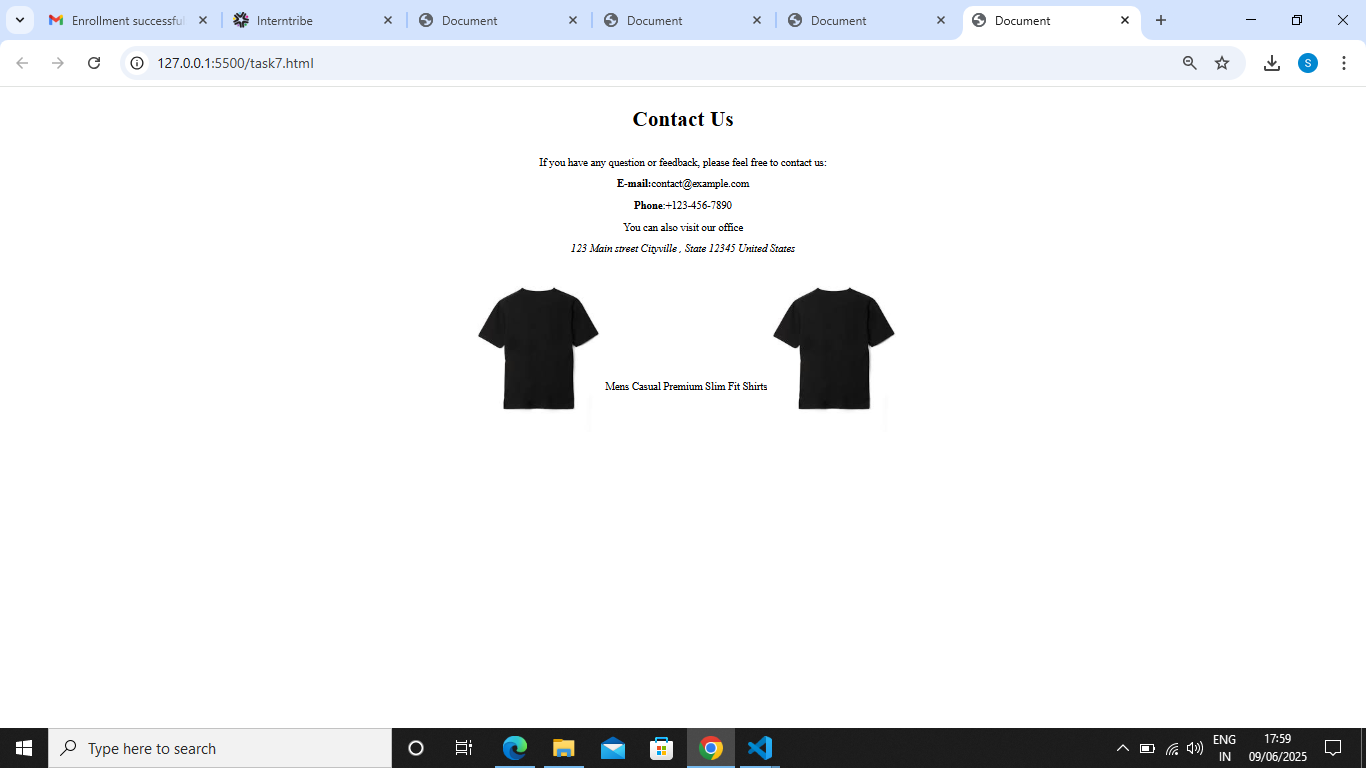 Enrollment successfu
Interntribe
Document
Document
Document
Document
127.0.0.1:5500/task7.html
S
Contact Us
If you have any question or feedback, please feel free to contact us:
E-mail:contact@example.com
Phone:+123-456-7890
You can also visit our office
123 Main street Cityville , State 12345 United States
Mens Casual Premium Slim Fit Shirts
Type here to search
ENG
IN
17:59
09/06/2025